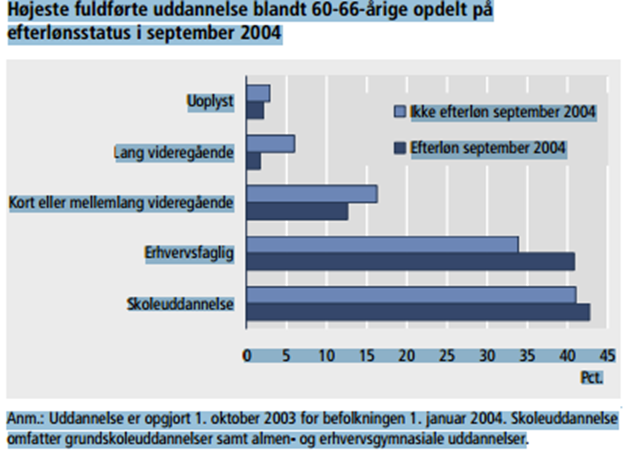 Højeste fuldførte uddannelse blandt 60-66-årige opdelt på
efterlønsstatus i september 2004
Uoplyst
Ikke efterløn september 2004
Efterløn september 2004
Lang videregående
Kort eller mellemlang videregående
Erhvervsfaglig
Skoleuddannelse
0 5 10 15 20 25 30 35 40 45
Pct.
Anm.: Uddannelse er opgjort 1. oktober 2003 for befolkningen 1. januar 2004. Skoleuddannelse
omfatter grundskoleuddannelser samt almen- og erhvervsgymnasiale uddannelser.